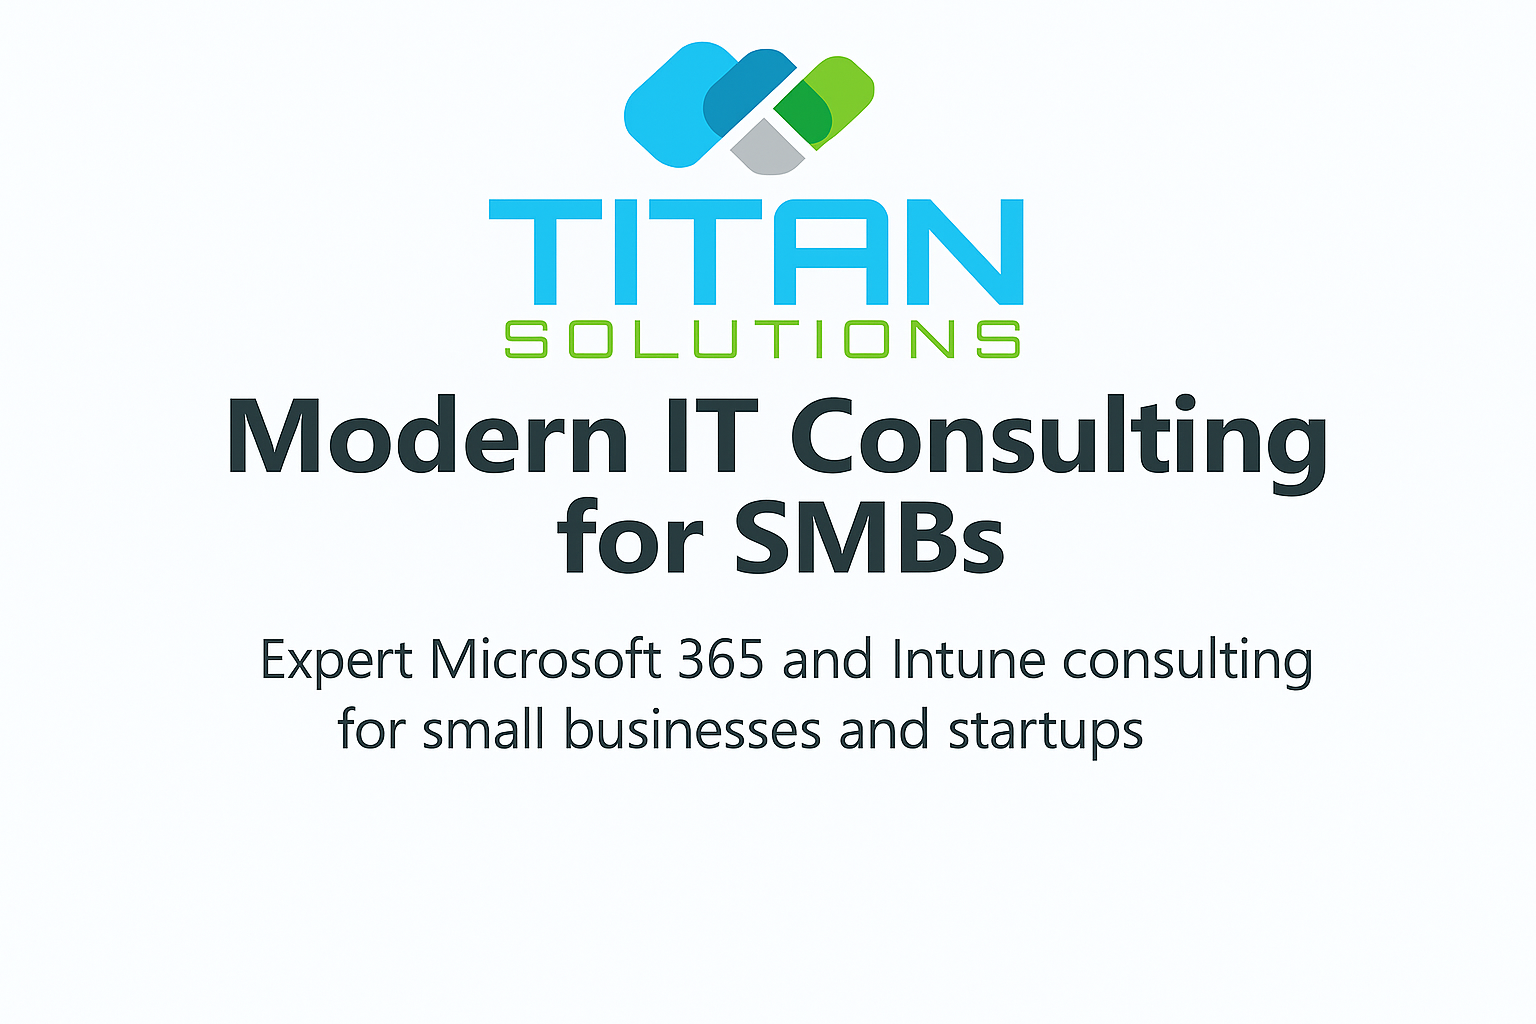 TITAN
SOLUTIONS
Modern IT Consulting
for SMBs
Expert Microsoft 365 and Intune consulting
for small businesses and startups